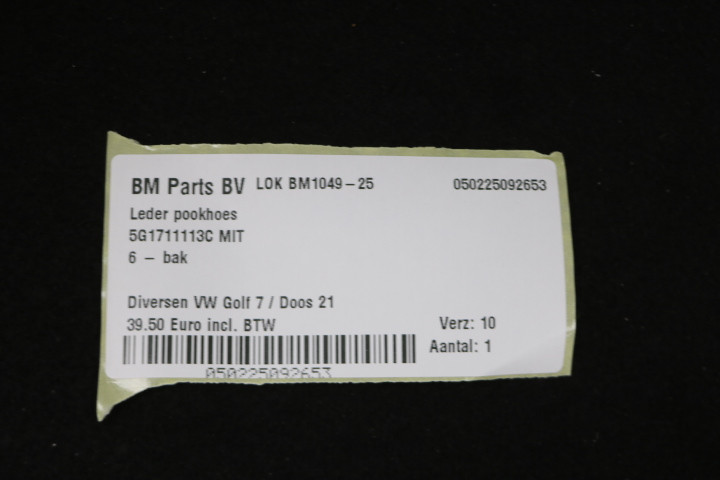 BM Parts BV LOK BM1049-25 050225092653
Leder pookhoes
5G1711113C MIT
6 - bak
Diversen VW Golf 7 / Doos 21
39.50 Euro incl. BTW Verz: 10
Aantal: 1
050225092653